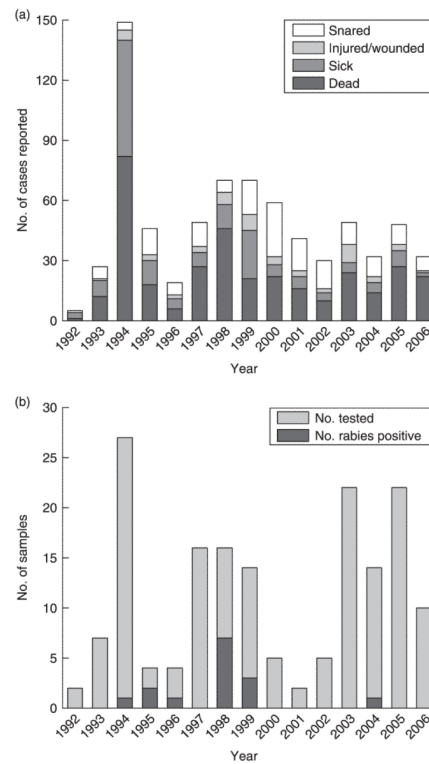 (a)
150
120
90
60
30
0
No. of cases reported
Snared
Injured/wounded
Sick
Dead
1992 1993 1994 1995 1996 1997 1998 1999 2000 2001 2002 2003 2004 2005 2006
Year
(b)
30
25
20
15
10
5
0
No. of samples
No. tested
No. rabies positive
1992 1993 1994 1995 1996 1997 1998 1999 2000 2001 2002 2003 2004 2005 2006
Year